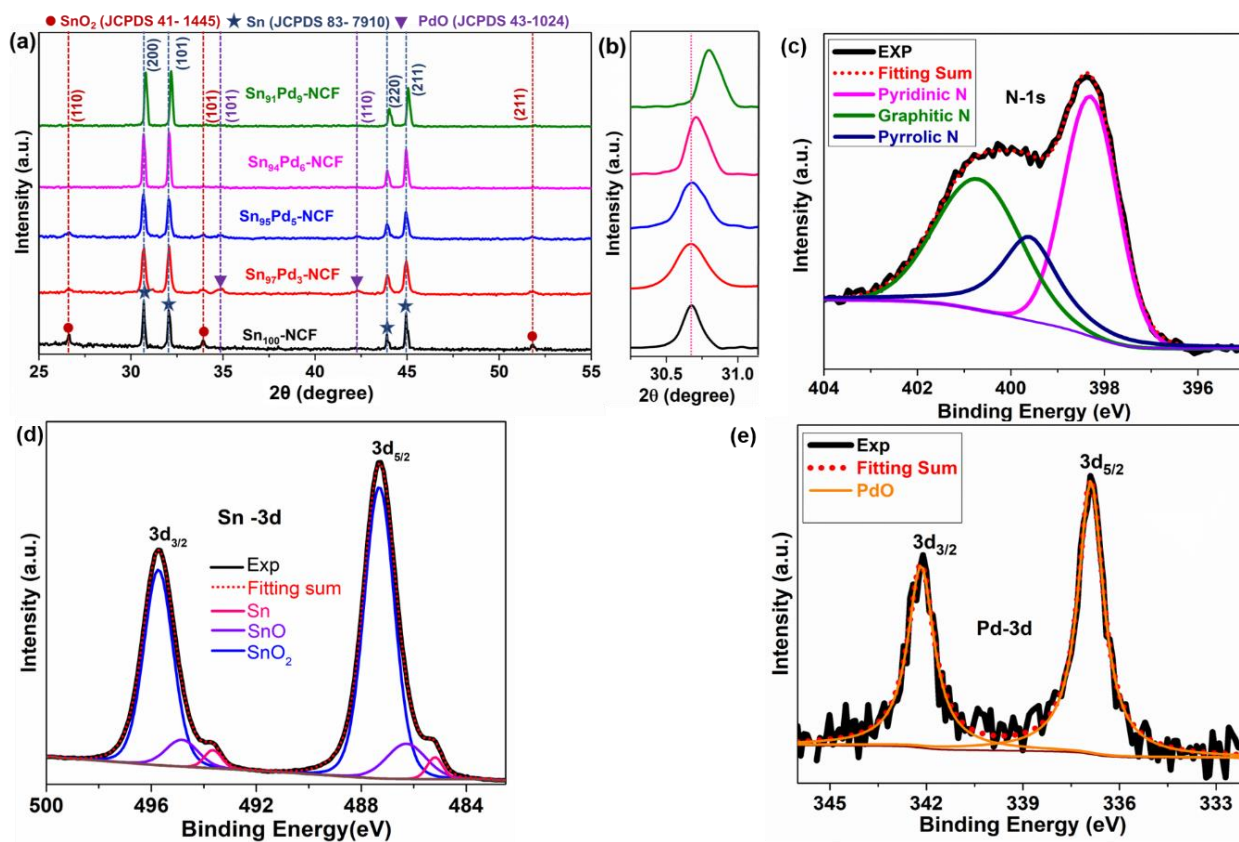 ● SnO₂ (JCPDS 41- 1445) ★ Sn (JCPDS 83- 7910) ▼ PdO (JCPDS 43-1024)
(a)
(110)
(200)
(101)
(101)
(101)
(110)
(220)
(211)
(211)
Sn₉₁Pd₉-NCF
Sn₉₄Pd₆-NCF
Sn₉₅Pd₅-NCF
Sn₉₇Pd₃-NCF
Sn₁₀₀-NCF
Intensity (a.u.)
25 30 35 40 45 50 55
2θ (degree)
(b)
Intensity (a.u.)
30.5 31.0
2θ (degree)
(c)
EXP
Fitting Sum
Pyridinic N
Graphitic N
Pyrrolic N
N-1s
Intensity (a.u.)
404 402 400 398 396
Binding Energy (eV)
(d)
3d₃/₂
3d₅/₂
Sn -3d
Exp
Fitting sum
Sn
SnO
SnO₂
Intensity (a.u.)
500 496 492 488 484
Binding Energy(eV)
(e)
Exp
Fitting Sum
PdO
3d₃/₂
3d₅/₂
Pd-3d
Intensity (a.u.)
345 342 339 336 333
Binding Energy (eV)